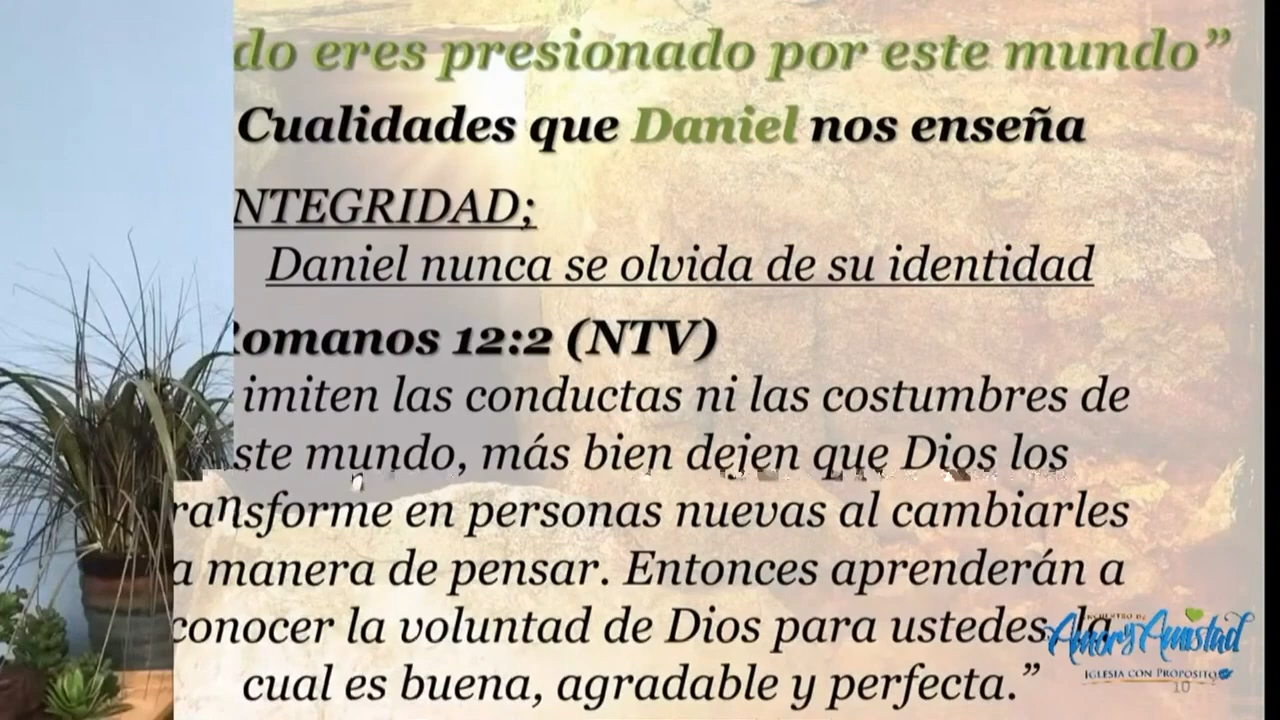 do eres presionado por este mundo”
Cualidades que Daniel nos enseña
NTEGRIDAD;
Daniel nunca se olvida de su identidad
omanos 12:2 (NTV)
imiten las conductas ni las costumbres de
ste mundo, más bien dejen que Dios los
ransforme en personas nuevas al cambiarles
a manera de pensar. Entonces aprenderán a
conocer la voluntad de Dios para ustedes
cual es buena, agradable y perfecta.”
Amor y Amistad
IGLESIA CON PROPOSITO
10